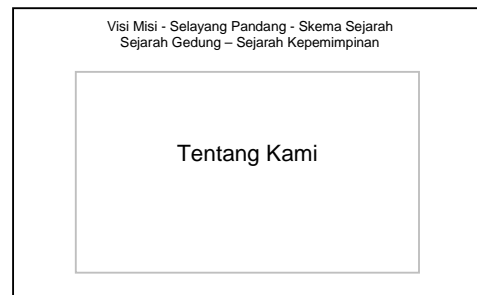 Visi Misi - Selayang Pandang - Skema Sejarah
Sejarah Gedung – Sejarah Kepemimpinan
Tentang Kami